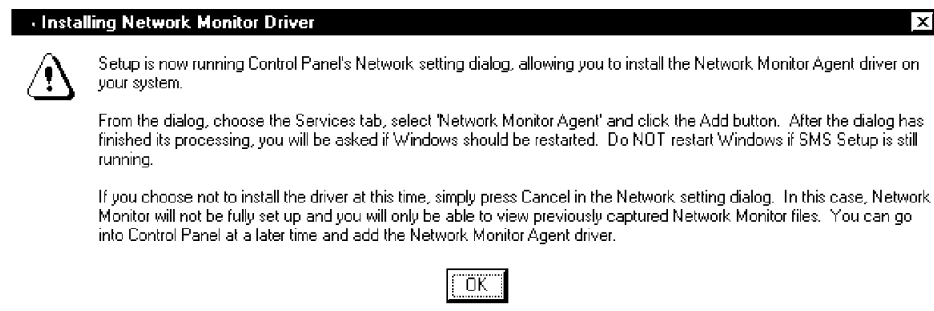 · Installing Network Monitor Driver
Setup is now running Control Panel's Network setting dialog, allowing you to install the Network Monitor Agent driver on
your system.
From the dialog, choose the Services tab, select 'Network Monitor Agent' and click the Add button. After the dialog has
finished its processing, you will be asked if Windows should be restarted. Do NOT restart Windows if SMS Setup is still
running.
If you choose not to install the driver at this time, simply press Cancel in the Network setting dialog. In this case, Network
Monitor will not be fully set up and you will only be able to view previously captured Network Monitor files. You can go
into Control Panel at a later time and add the Network Monitor Agent driver.
OK